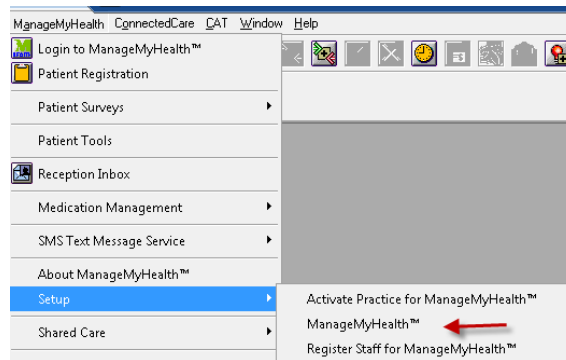 ManageMyHealth ConnectedCare CAT Window Help
Login to ManageMyHealth™
Patient Registration
Patient Surveys
Patient Tools
Reception Inbox
Medication Management
SMS Text Message Service
About ManageMyHealth™
Setup
Activate Practice for ManageMyHealth™
ManageMyHealth™
Shared Care
Register Staff for ManageMyHealth™